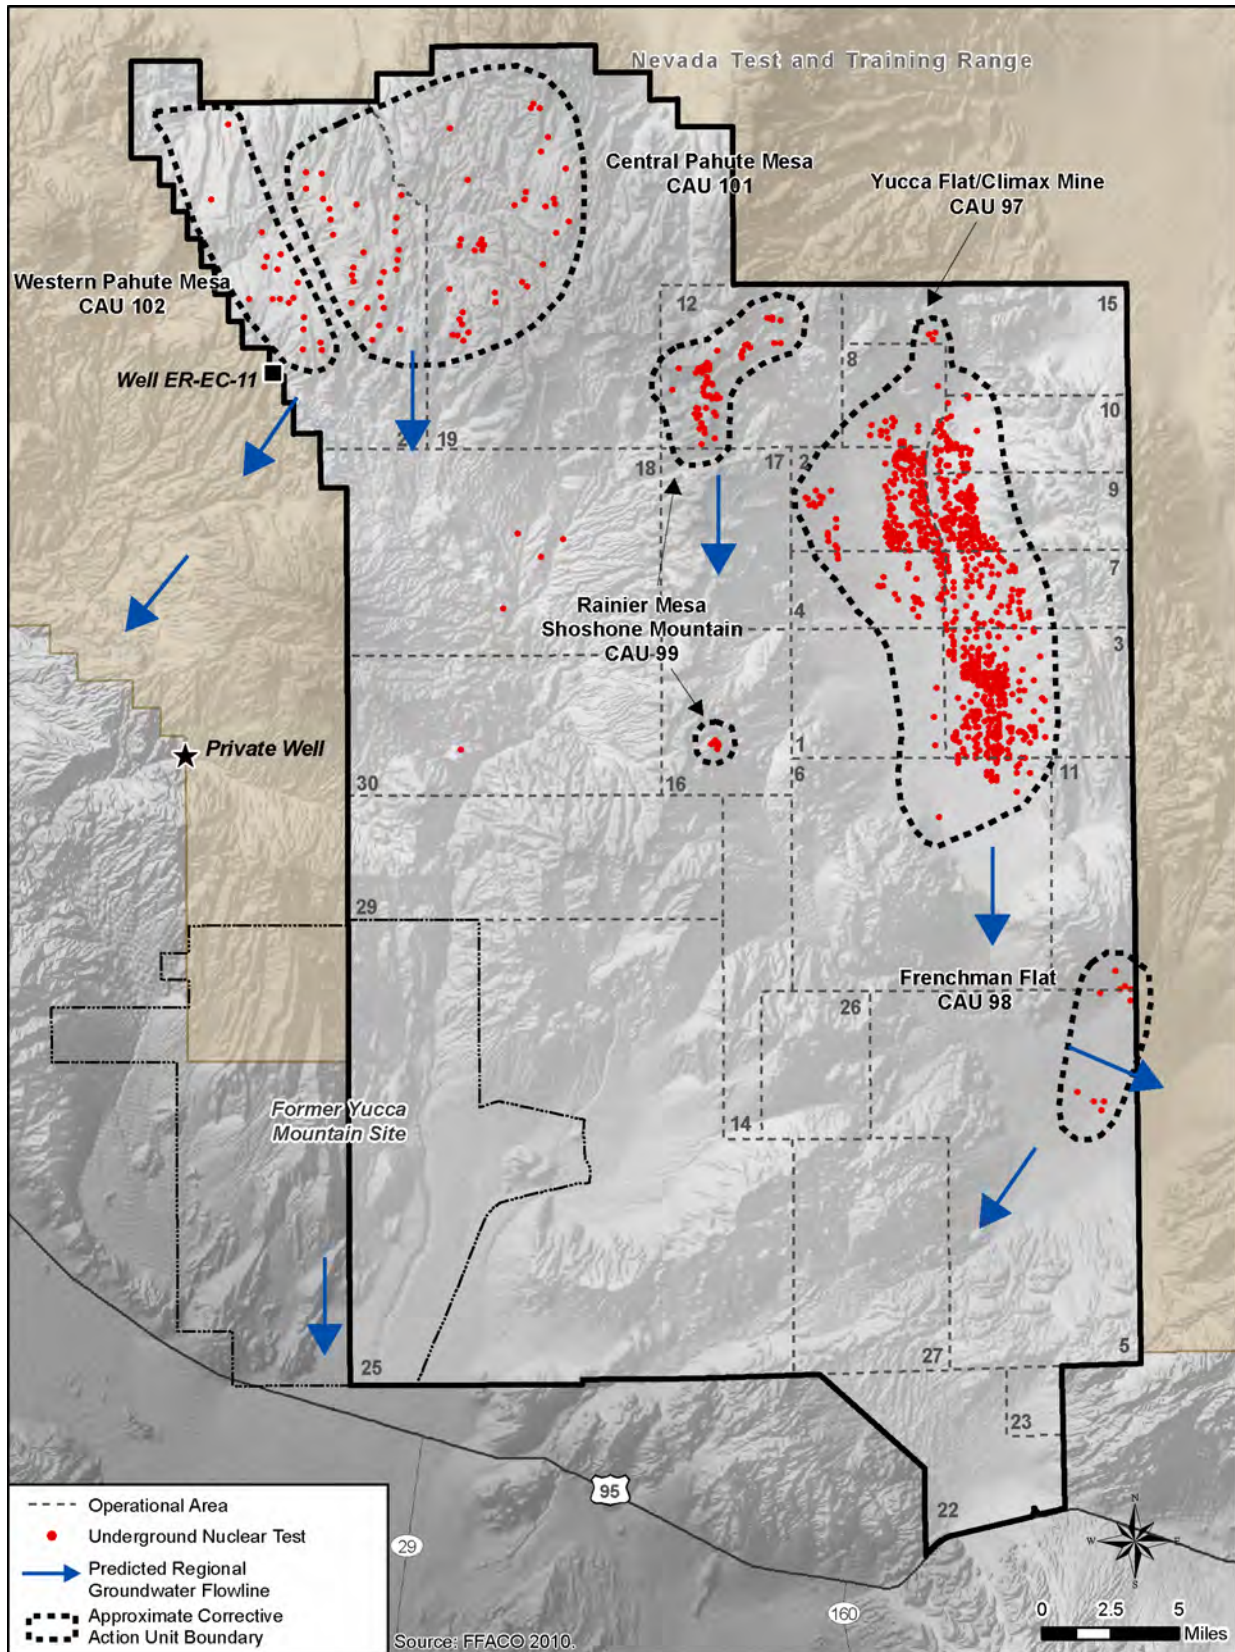 Nevada Test and Training Range
Central Pahute Mesa
CAU 101
Yucca Flat/Climax Mine
CAU 97
Western Pahute Mesa
CAU 102
12
15
8
Well ER-EC-11
10
19
18
17
2
9
7
4
Rainier Mesa
Shoshone Mountain
CAU 99
3
Private Well
1
6
11
30
16
29
Frenchman Flat
CAU 98
26
Former Yucca
Mountain Site
14
25
27
5
23
22
95
29
160
Operational Area
Underground Nuclear Test
Predicted Regional
Groundwater Flowline
Approximate Corrective
Action Unit Boundary
Source: FFACO 2010.
N
W
E
S
0 2.5 5
Miles